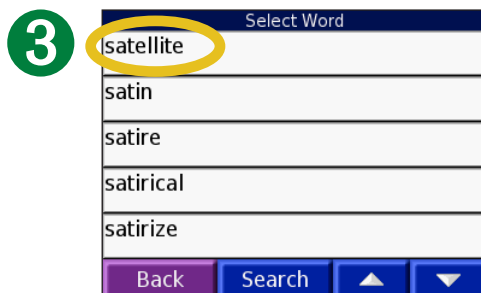 3
Select Word
satellite
satin
satire
satirical
satirize
Back Search